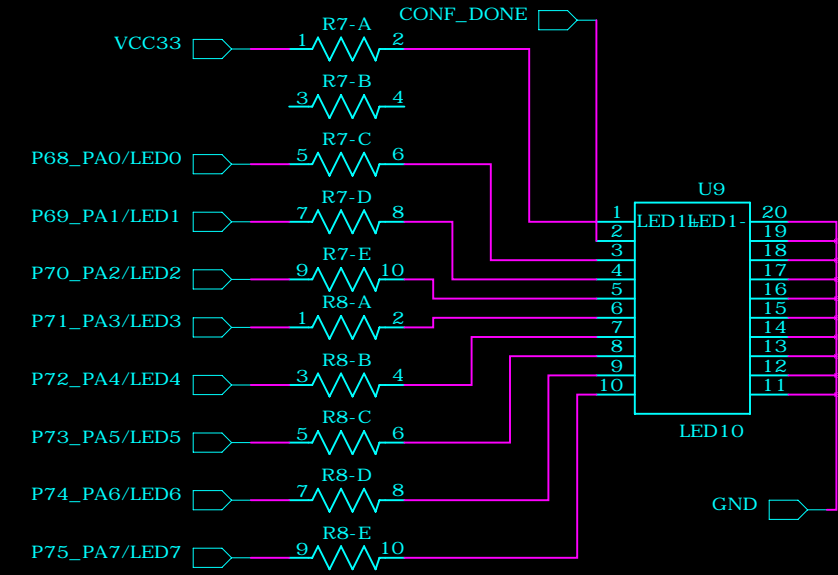 CONF_DONE
R7-A
VCC33 1 2
R7-B
3 4
R7-C
P68_PA0/LED0 5 6
R7-D
P69_PA1/LED1 7 8
R7-E
P70_PA2/LED2 9 10
R8-A
P71_PA3/LED3 1 2
R8-B
P72_PA4/LED4 3 4
R8-C
P73_PA5/LED5 5 6
R8-D
P74_PA6/LED6 7 8
R8-E
P75_PA7/LED7 9 10
U9
1 LED1+ LED1- 20
2 19
3 18
4 17
5 16
6 15
7 14
8 13
9 12
10 11
LED10
GND